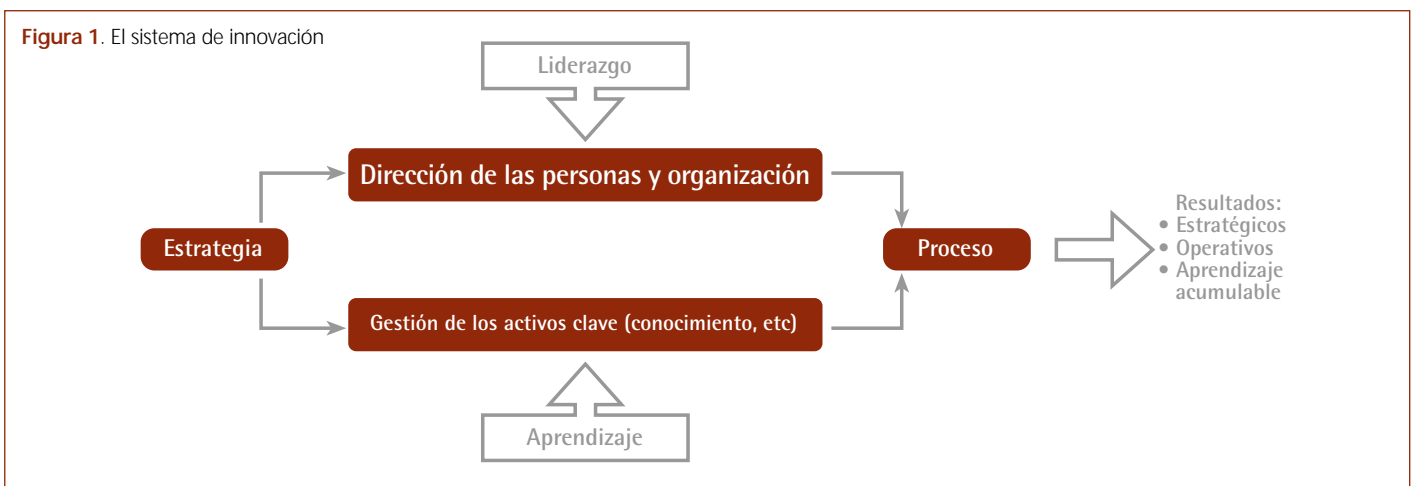 Figura 1. El sistema de innovación
Liderazgo
Dirección de las personas y organización
Estrategia
Proceso
Resultados:
• Estratégicos
• Operativos
• Aprendizaje
acumulable
Gestión de los activos clave (conocimiento, etc)
Aprendizaje